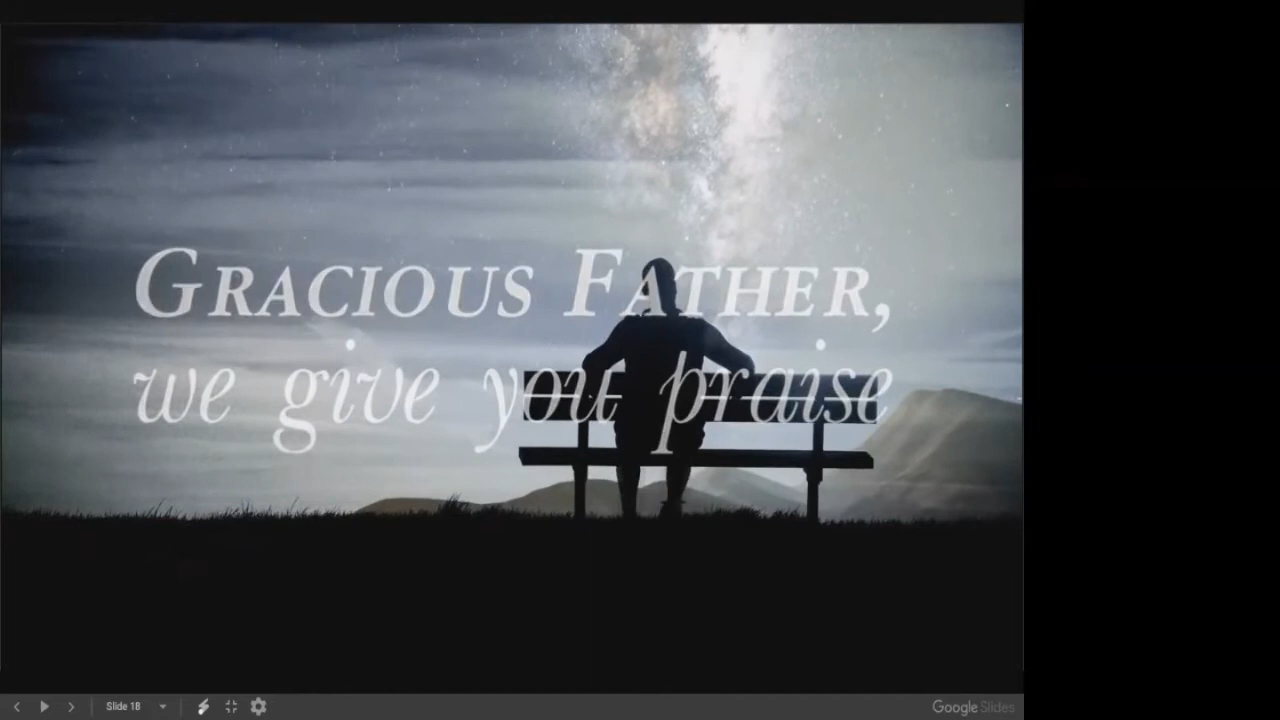 GRACIOUS FATHER,
we give you praise
Slide 18
Google Slides